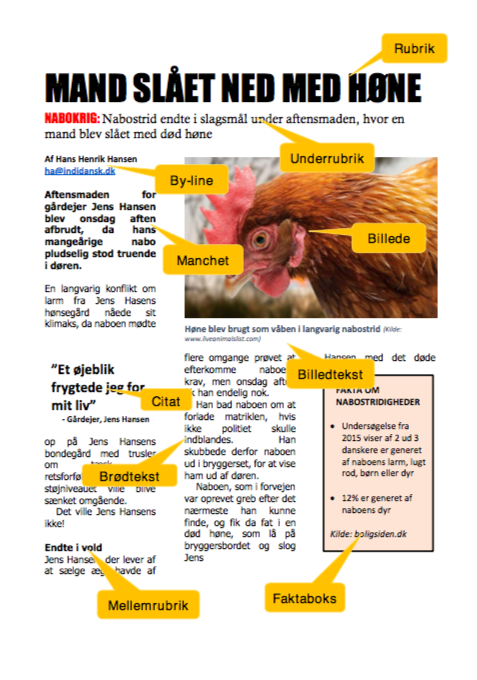 Rubrik
MAND SLÅET NED MED HØNE
NABOKRIG: Nabostrid endte i slagsmål under aftensmaden, hvor en
mand blev slået med død høne
Underrubrik
Af Hans Henrik Hansen
ha@indidansk.dk
By-line
Aftensmaden for
gårdejer Jens Hansen
blev onsdag aften
afbrudt, da hans
mangeårige nabo
pludselig stod truende
i døren.
Manchet
Billede
En langvarig konflikt om
larm fra Jens Hasens
hønsegård nåede sit
klimaks, da naboen mødte
Høne blev brugt som våben i langvarig nabostrid (Kilde:
www.liveanimalslist.com)
Billedtekst
"Et øjeblik
frygtede jeg for
mit liv"
- Gårdejer, Jens Hansen
Citat
op på Jens Hansens
bondegård med trusler
om
støjniveauet ville blive
sænket omgående.
Det ville Jens Hansens
ikke!
Brødtekst
Endte i vold
Jens Hansen, der lever af
at sælge æg, havde af
Mellemrubrik
flere omgange prøvet at
efterkomme
krav, men onsdag
han endelig nok.
Han bad naboen om at
forlade matriklen, hvis
ikke politiet skulle
indblandes. Han
skubbede derfor naboen
ud i bryggerset, for at vise
ham ud af døren.
Naboen, som i forvejen
var oprevet greb efter det
nærmeste han kunne
finde, og fik da fat i en
død høne, som lå på
bryggersbordet og slog
Jens
Hansen med det døde
FAKTA OM
NABOSTRIDIGHEDER
• Undersøgelse fra
2015 viser af 2 ud 3
danskere er generet
af naboens larm, lugt
rod, børn eller dyr
• 12% er generet af
naboens dyr
Kilde: boligsiden.dk
Faktaboks